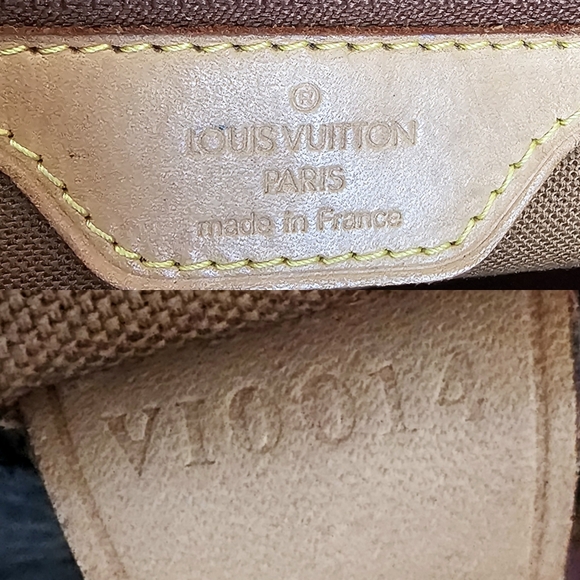 ®
LOUIS VUITTON
PARIS
made in France
VI0014